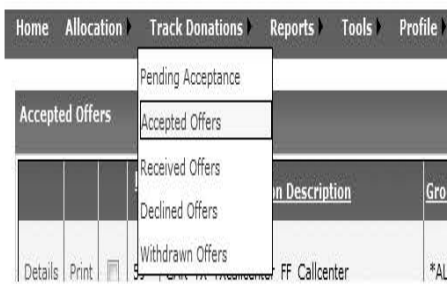 Home Allocation Track Donations Reports Tools Profile
Pending Acceptance
Accepted Offers
Accepted Offers
Received Offers
n Description Gro
Declined Offers
Withdrawn Offers
Details Print FF Callcenter *AL